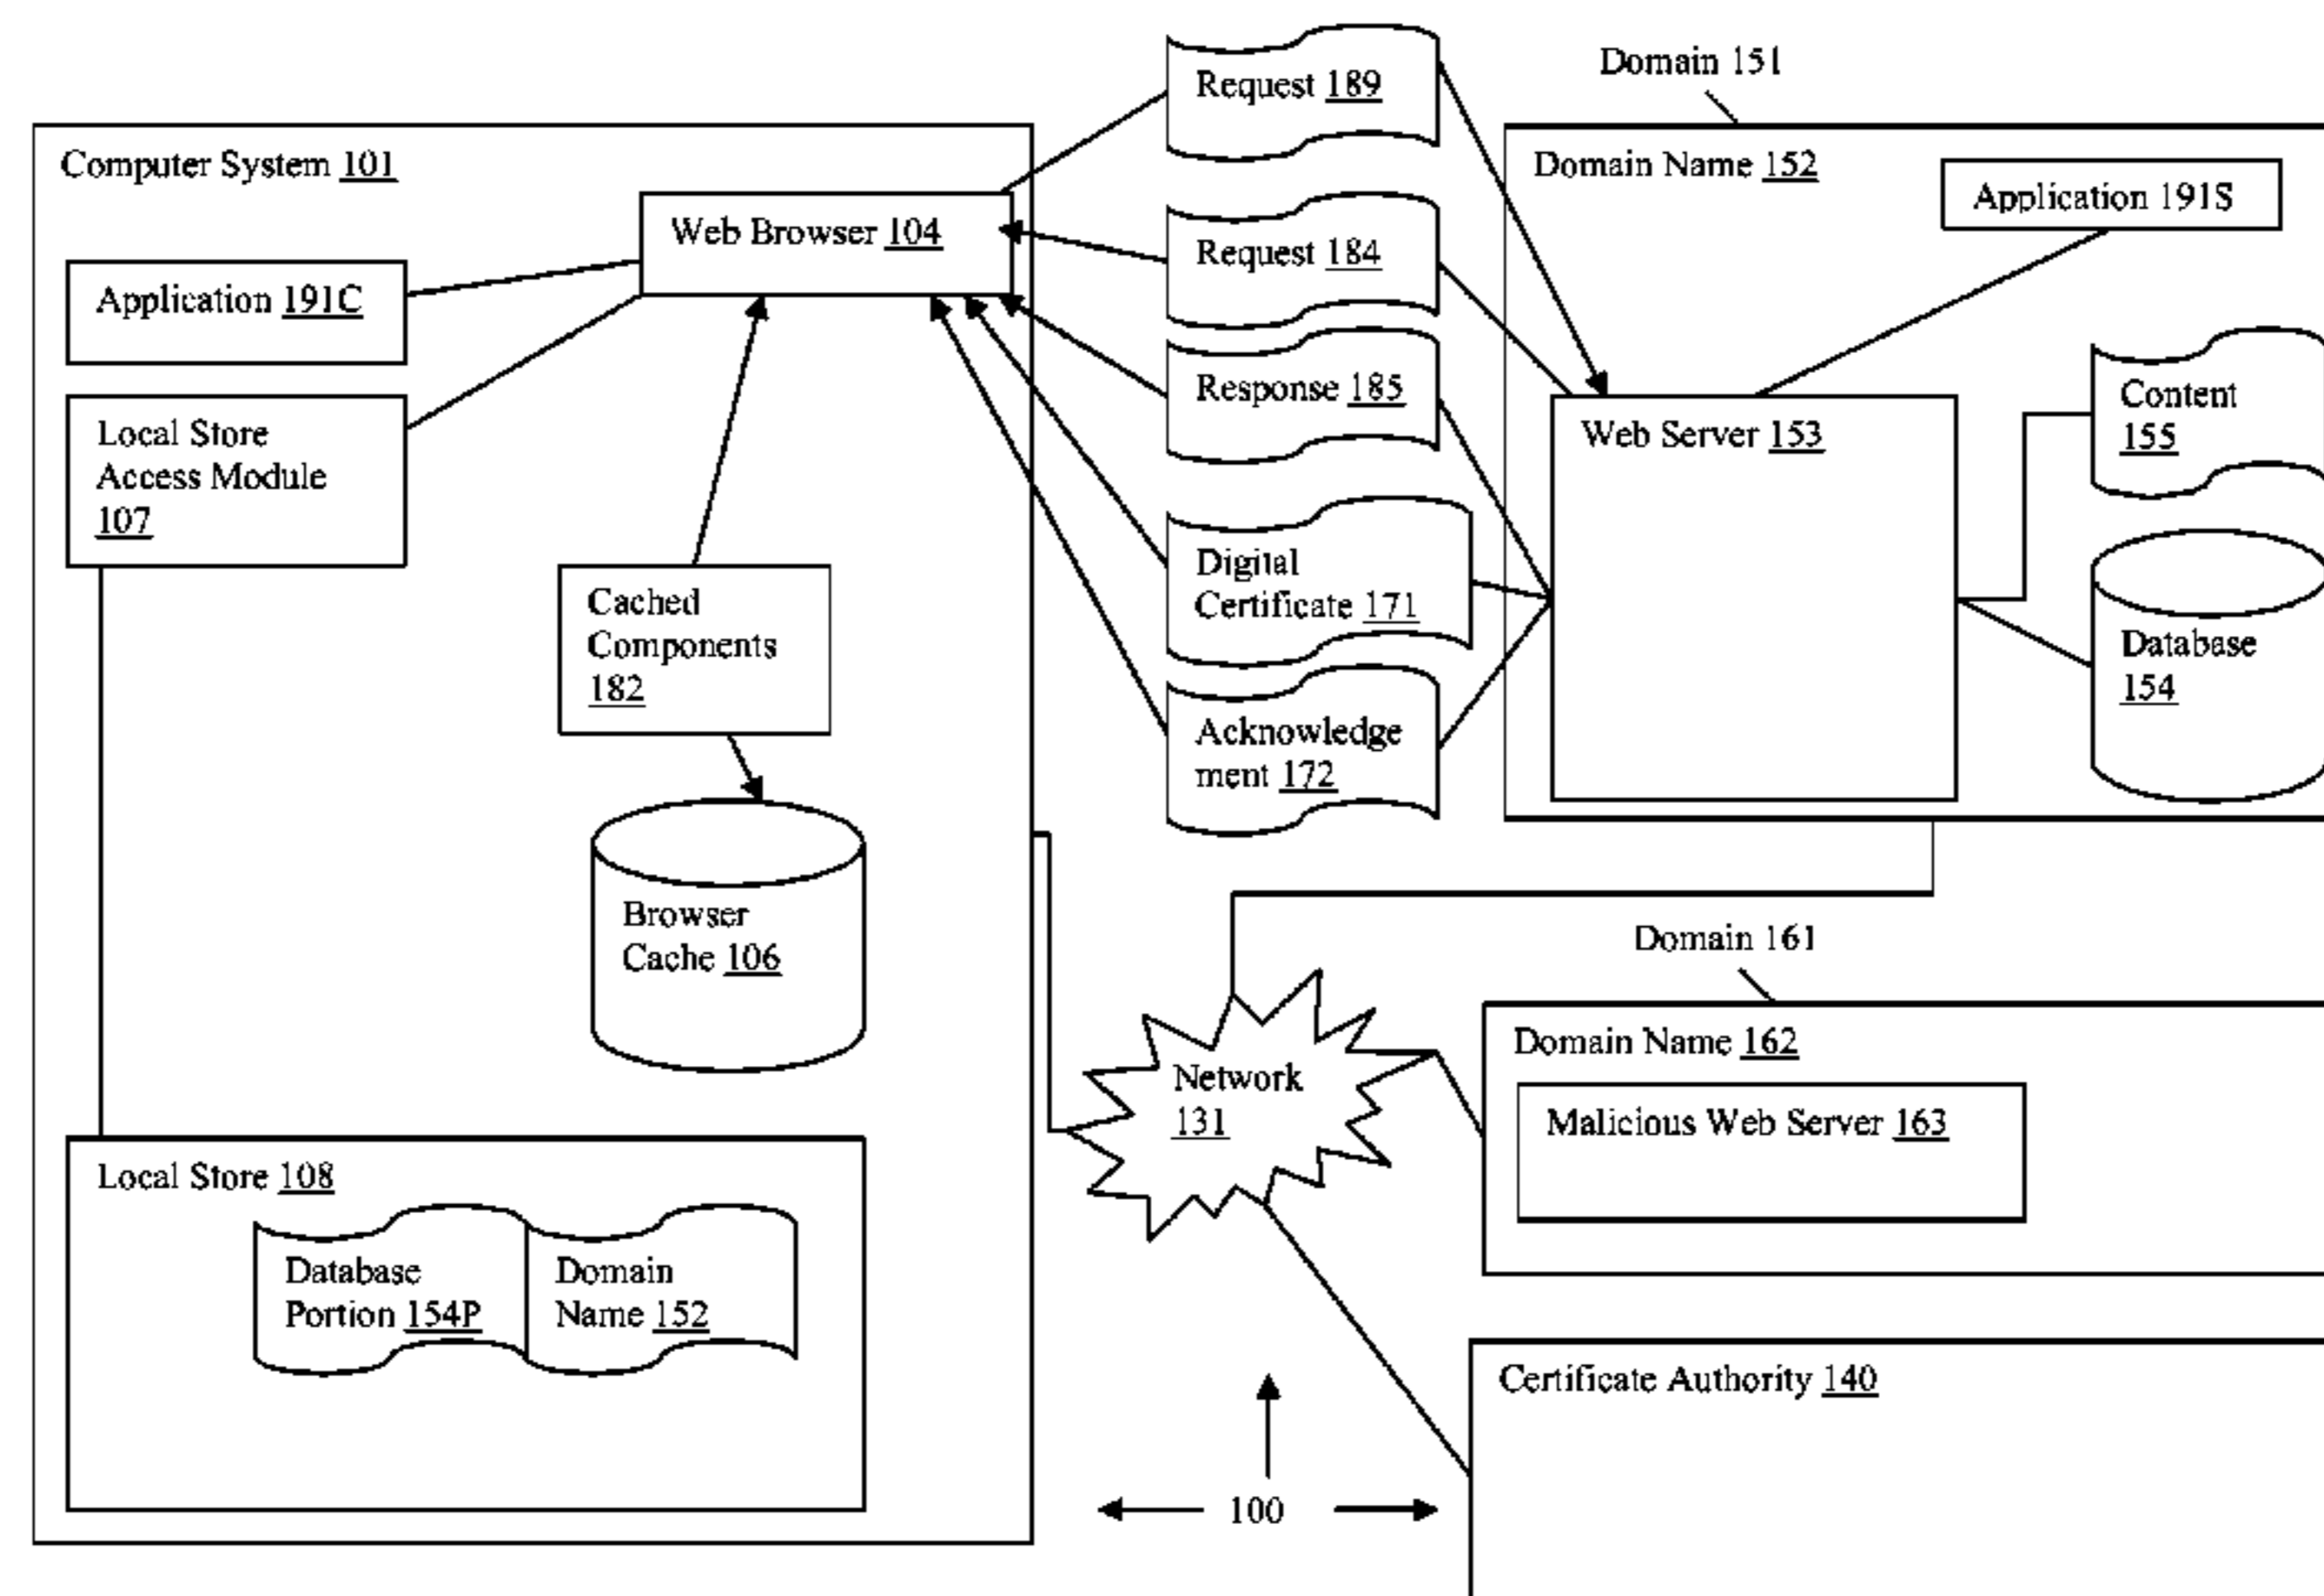 Computer System 101
Web Browser 104
Application 191C
Local Store
Access Module
107
Cached
Components
182
Browser
Cache 106
Local Store 108
Database
Portion 154P
Domain
Name 152
Request 189
Request 184
Response 185
Digital
Certificate 171
Acknowledge
ment 172
Domain 151
Domain Name 152
Application 191S
Web Server 153
Content
155
Database
154
Network
131
Domain 161
Domain Name 162
Malicious Web Server 163
Certificate Authority 140
100